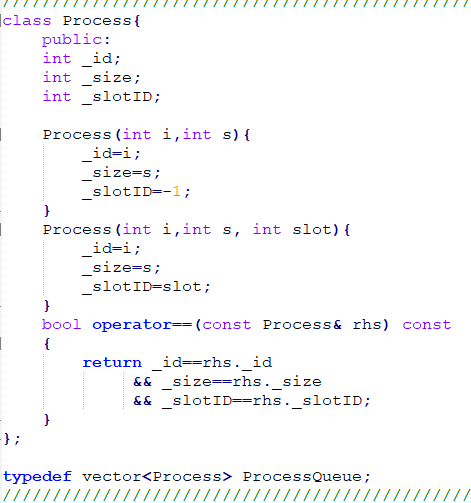 ////////////////////////////////////////////////
class Process{
    public:
    int _id;
    int _size;
    int _slotID;

    Process(int i,int s){
        _id=i;
        _size=s;
        _slotID=-1;
    }
    Process(int i,int s, int slot){
        _id=i;
        _size=s;
        _slotID=slot;
    }
    bool operator==(const Process& rhs) const
    {
        return _id==rhs._id
             && _size==rhs._size
             && _slotID==rhs._slotID;
    }
};

typedef vector<Process> ProcessQueue;
////////////////////////////////////////////////